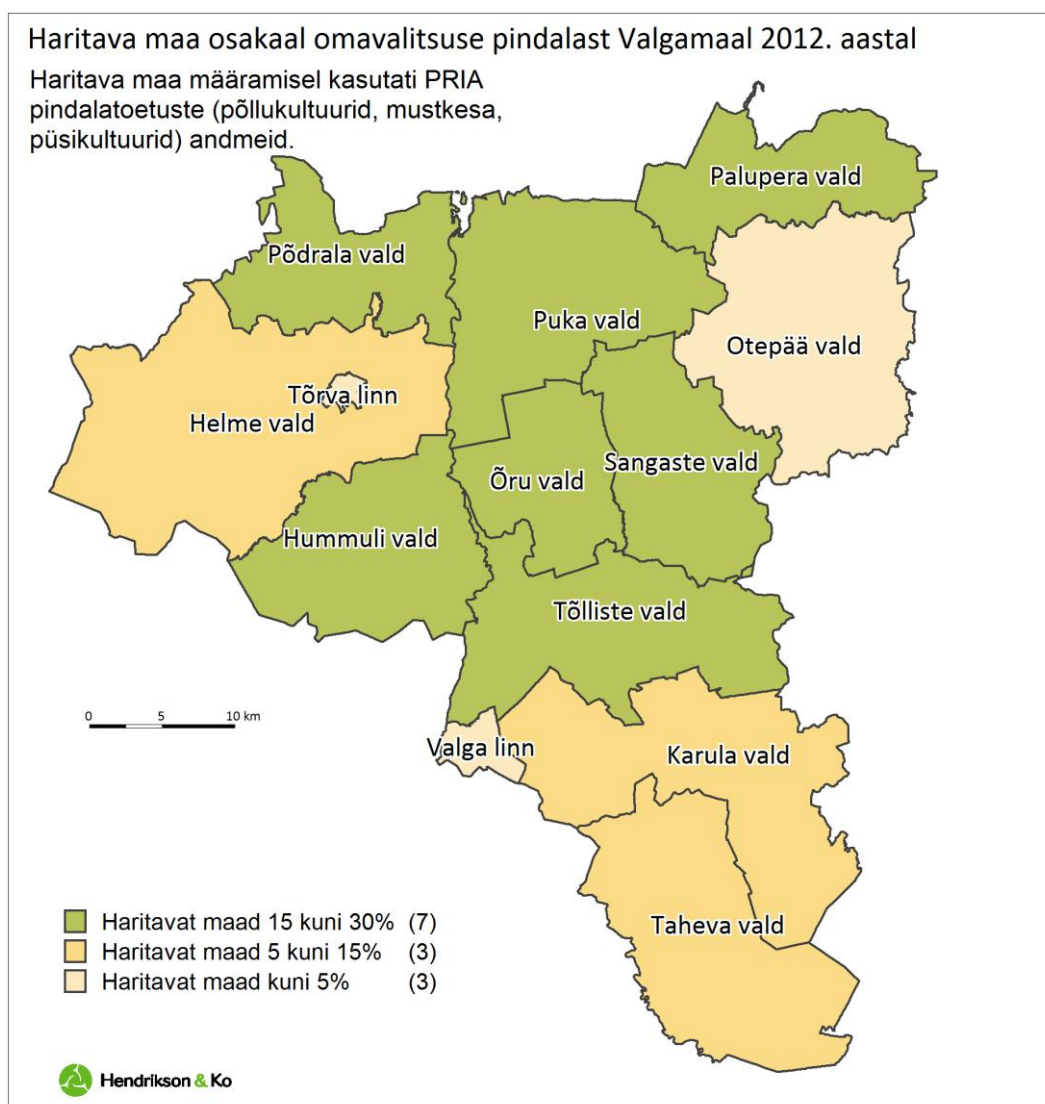 Haritava maa osakaal omavalitsuse pindalast Valgamaal 2012. aastal
Haritava maa määramisel kasutati PRIA
pindalatoetuste (põllukultuurid, mustkesa,
püsikultuurid) andmeid.
Palupera vald
Põdrala vald
Puka vald
Otepää vald
Tõrva linn
Helme vald
Sangaste vald
Õru vald
Hummuli vald
Tõlliste vald
0 5 10 km
Valga linn
Karula vald
Taheva vald
Haritavat maad 15 kuni 30% (7)
Haritavat maad 5 kuni 15% (3)
Haritavat maad kuni 5% (3)
Hendrikson & Ko